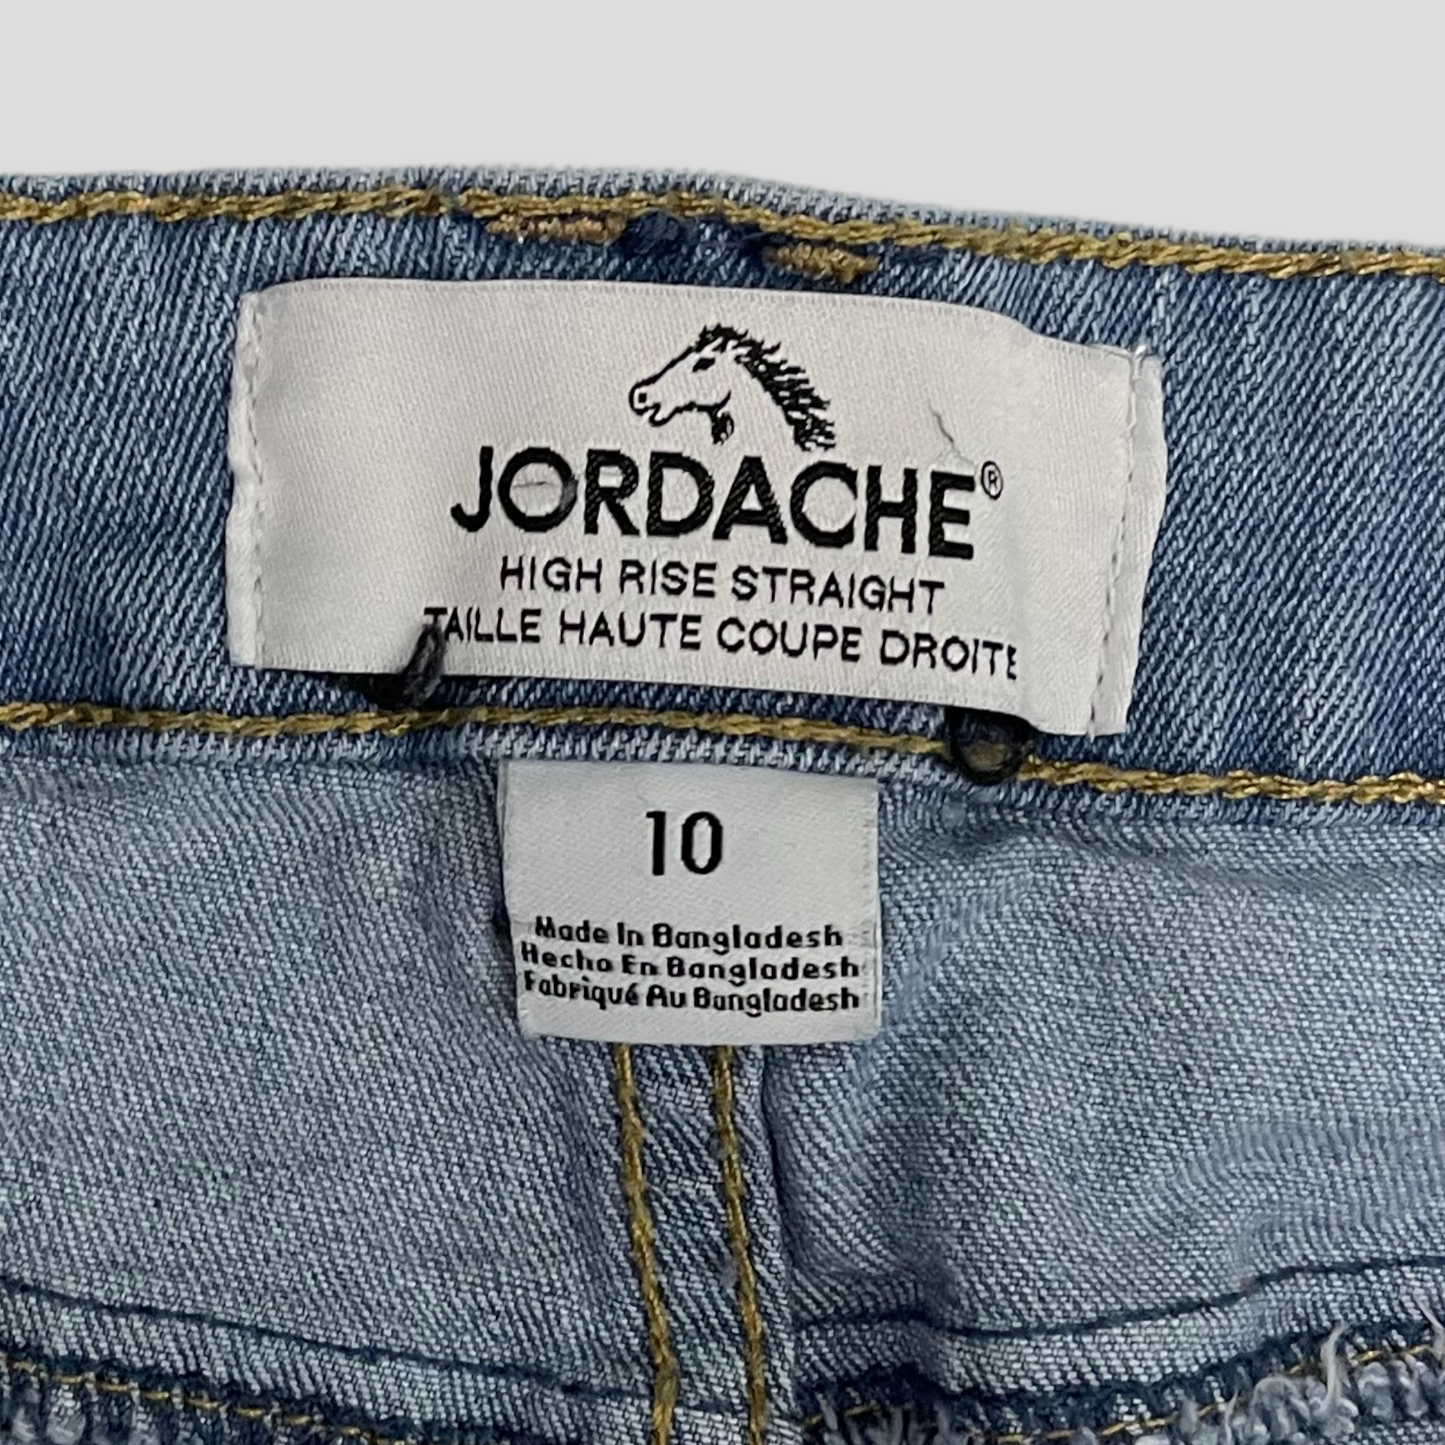 JORDACHE®
HIGH RISE STRAIGHT
TAILLE HAUTE COUPE DROITE
10
Made In Bangladesh
Hecho En Bangladesh
Fabriqué Au Bangladesh